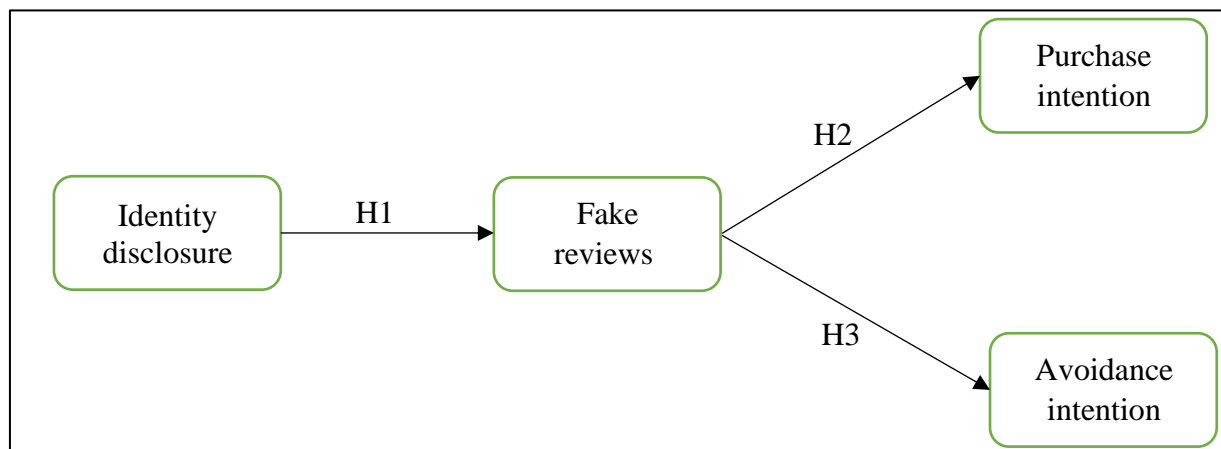 Identity
disclosure
H1
Fake
reviews
H2
Purchase
intention
H3
Avoidance
intention